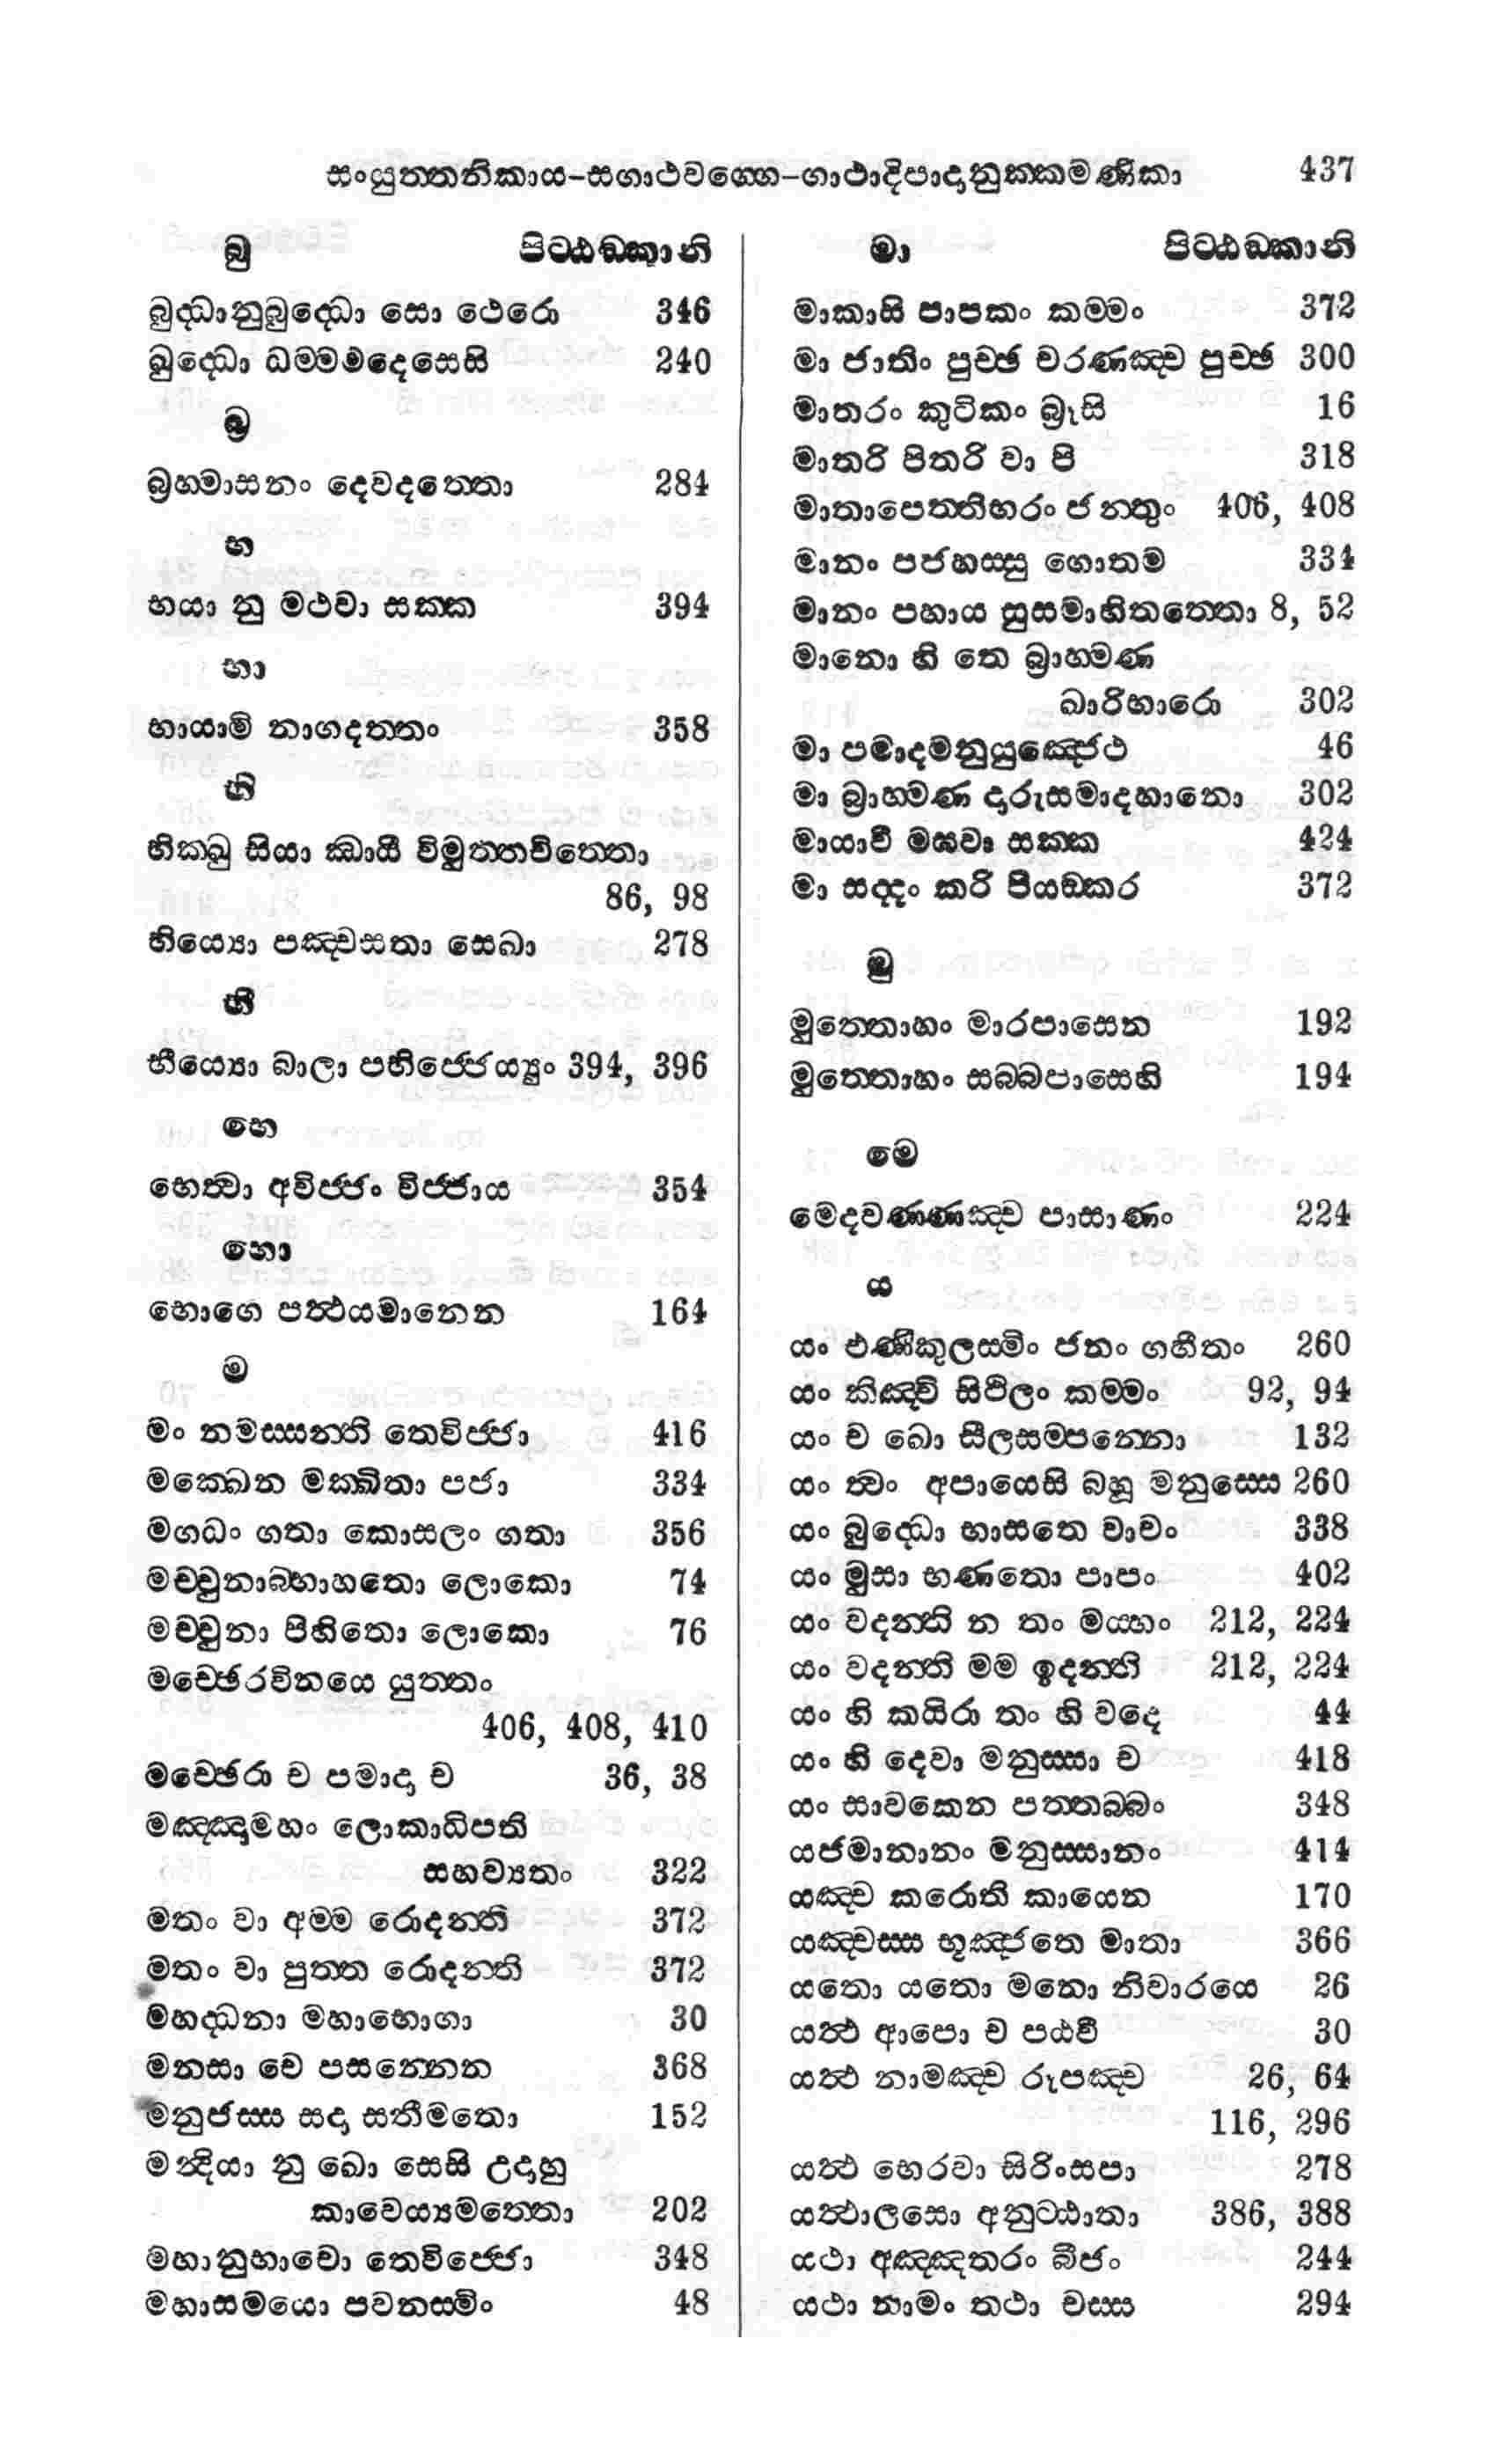 සංයුත්තනිකාය-සගාථවග්ගෙ-ගාථාදිපාදානුක්කමණිකා 437
බු පිට්ඨඞ්කානි
බුද්ධානුබුද්ධො සො ථෙරො 346
බුද්ධො ධම්මමදෙසෙසි 240
බ්‍ර
බ්‍රහ්මාසනං දෙවදත්තො 284
භ
භයා නු මථවා සක්ක 394
භා
භායාමි නාගදත්තං 358
භි
භික්ඛු සියා ඣායී විමුත්තචිත්තො
86, 98
භිය්‍යො පඤ්චසතා සෙඛා 278
භී
භීය්‍යො බාලා පභිජ්ජෙය්‍යුං 394, 396
භෙ
භෙත්‍වා අවිජ්ජං විජ්ජාය 354
භො
භොගෙ පත්‍ථයමානෙන 164
ම
මං නමස්සන්ති තෙවිජ්ජා 416
මක්ඛෙන මක්ඛිතා පජා 334
මගධං ගතා කොසලං ගතා 356
මච්චුනාබ්භාහතො ලොකො 74
මච්චුනා පිහිතො ලොකො 76
මච්ඡෙරවිනයෙ යුත්තං
406, 408, 410
මච්ඡෙරා ච පමාදා ච 36, 38
මඤ්ඤාමහං ලොකාධිපති
සහව්‍යතං 322
මතං වා අම්ම රොදන්ති 372
මතං වා පුත්ත රොදන්ති 372
මහද්ධනා මහාභොගා 30
මනසා චෙ පසන්නෙන 368
මනුජස්ස සදා සතීමතො 152
මන්‍දියා නු ඛො සෙසි උදාහු
කාවෙය්‍යමත්තො 202
මහානුභාවො තෙවිජ්ජො 348
මහාසමයො පවනස්මිං 48
මා පිට්ඨඞ්කානි
මාකාසි පාපකං කම්මං 372
මා ජාතිං පුච්ඡ චරණඤ්ච පුච්ඡ 300
මාතරං කුටිකං බ්‍රූසි 16
මාතරි පිතරි වා පි 318
මාතාපෙත්තිභරං ජන්තුං 406, 408
මානං පජහස්සු ගොතම 334
මානං පහාය සුසමාහිතත්තො 8, 52
මානො හි තෙ බ්‍රාහ්මණ
ඛාරිභාරො 302
මා පමාදමනුයුඤ්ජෙථ 46
මා බ්‍රාහ්මණ දාරුසමාදහානො 302
මායාවී මඝවා සක්ක 424
මා සද්දං කරි පියඞ්කර 372
මු
මුත්තොහං මාරපාසෙන 192
මුත්තොහං සබ්බපාසෙහි 194
මෙ
මෙදවණ්ණඤ්ච පාසාණං 224
ය
යං එණිකුලස්මිං ජනං ගහීතං 260
යං කිඤ්චි සිථිලං කම්මං 92, 94
යං ච ඛො සීලසම්පන්නො 132
යං ත්‍වං අපායෙසි බහූ මනුස්සෙ 260
යං බුද්ධො භාසතෙ වාචං 338
යං මුසා භණතො පාපං 402
යං වදන්ති න තං මය්හං 212, 224
යං වදන්ති මම ඉදන්ති 212, 224
යං හි කයිරා තං හි වදෙ 44
යං හි දෙවා මනුස්සා ච 418
යං සාවකෙන පත්තබ්බං 348
යජමානානං මනුස්සානං 414
යඤ්ච කරොති කායෙන 170
යඤ්චස්ස භූඤ්ජතෙ මාතා 366
යතො යතො මනො නිවාරයෙ 26
යත්‍ථ ආපො ච පඨවී 30
යත්‍ථ නාමඤ්ච රූපඤ්ච 26, 64
116, 296
යත්‍ථ භෙරවා සිරිංසපා 278
යත්‍ථාලසො අනුට්ඨාතා 386, 388
යථා අඤ්ඤතරං බීජං 244
යථා නාමං තථා චස්ස 294